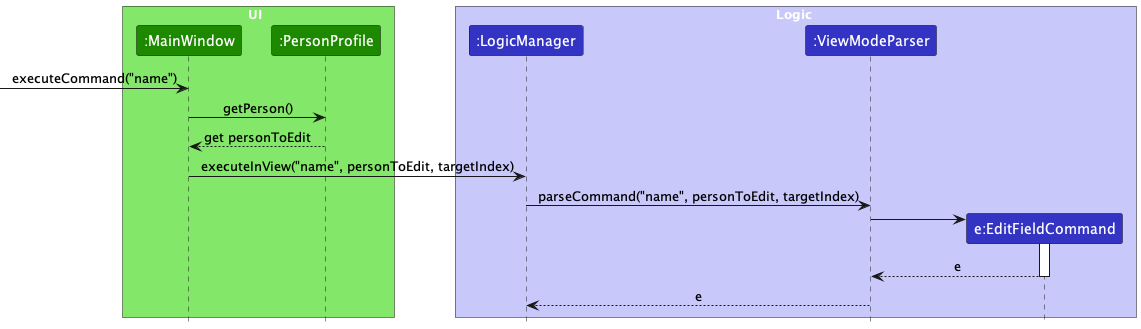 UI
Logic
:MainWindow
:PersonProfile
:LogicManager
:ViewModeParser
executeCommand("name")
getPerson()
get personToEdit
executeInView("name", personToEdit, targetIndex)
parseCommand("name", personToEdit, targetIndex)
e:EditFieldCommand
e
e